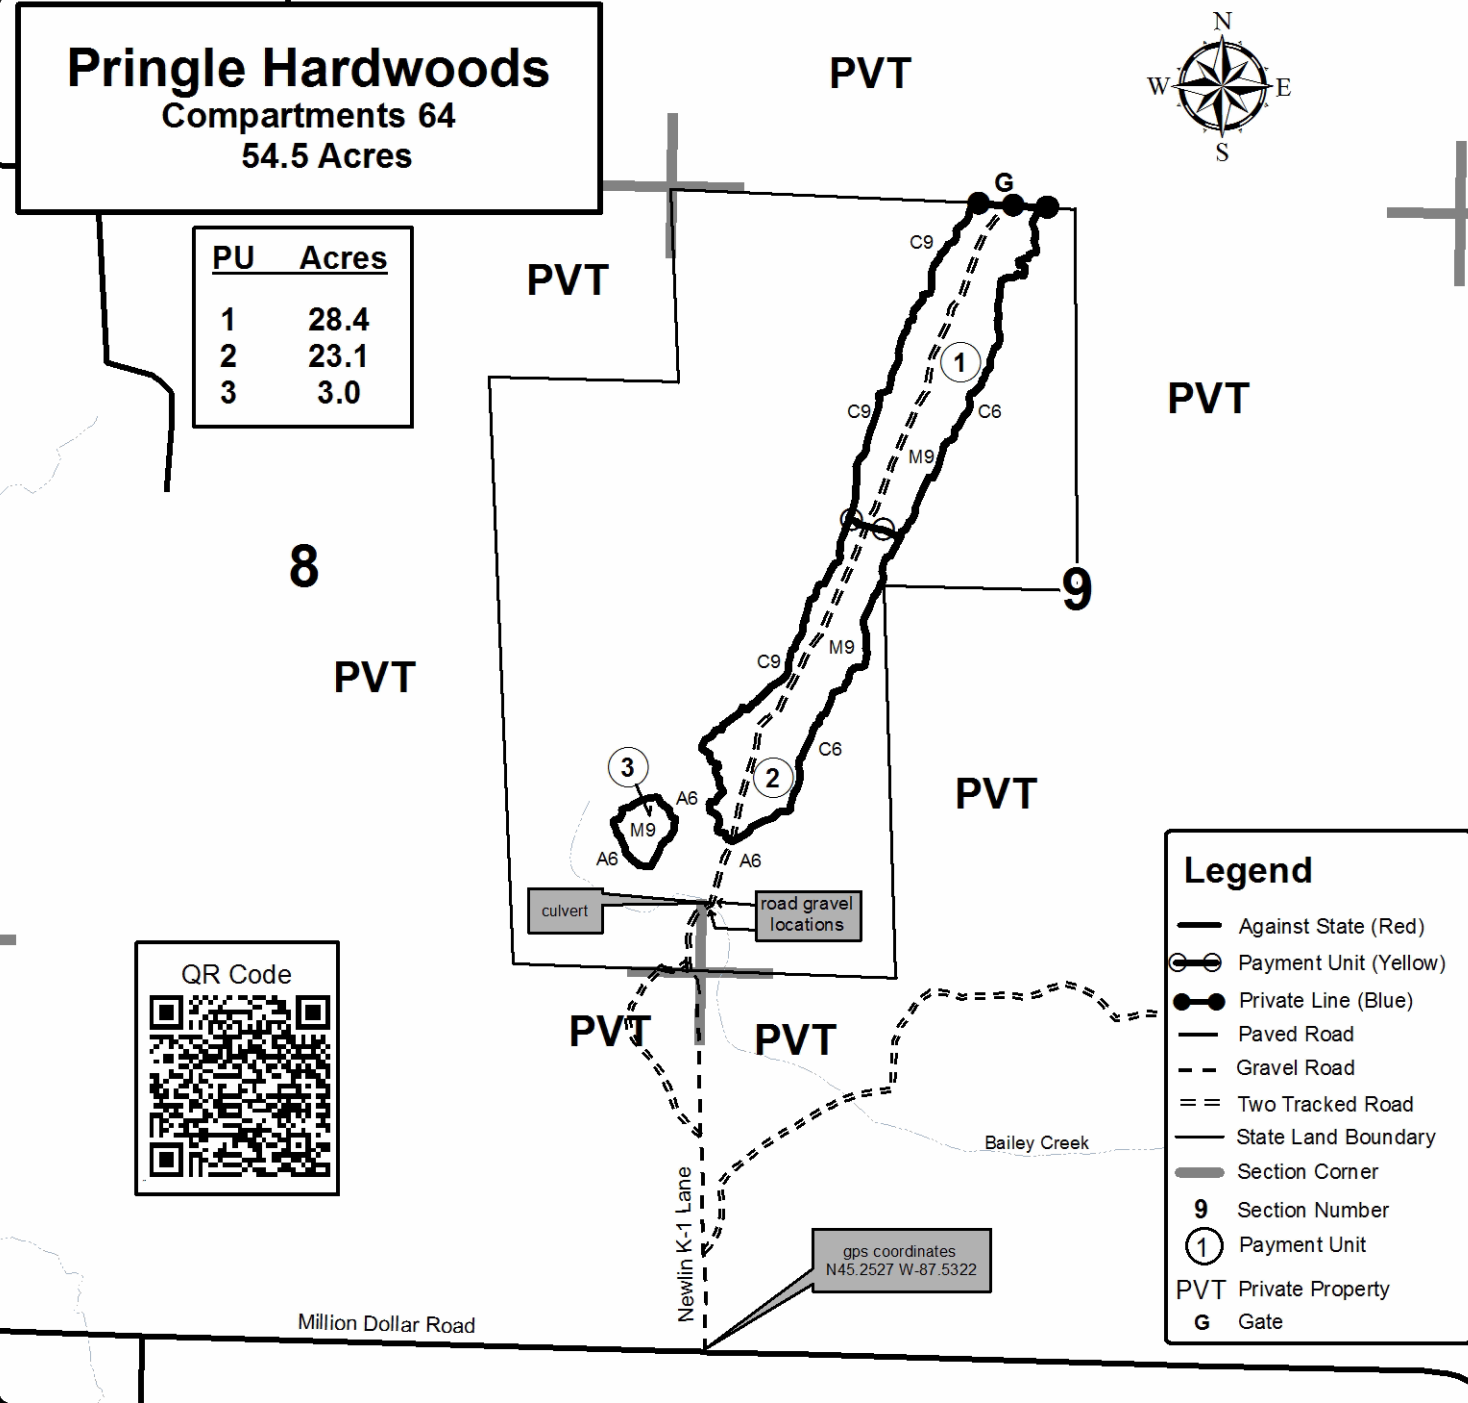 Pringle Hardwoods
Compartments 64
54.5 Acres
N
W E
S
PVT
G
PU Acres
1 28.4
2 23.1
3 3.0
PVT
C9
1
PVT
C9
C6
M9
8
9
M9
C9
PVT
C6
3
2
PVT
A6
M9
A6
A6
culvert
road gravel
locations
QR Code
PVT
PVT
Bailey Creek
Newlin K-1 Lane
gps coordinates
N45.2527 W-87.5322
Million Dollar Road
Legend
Against State (Red)
Payment Unit (Yellow)
Private Line (Blue)
Paved Road
Gravel Road
Two Tracked Road
State Land Boundary
Section Corner
9 Section Number
1 Payment Unit
PVT Private Property
G Gate